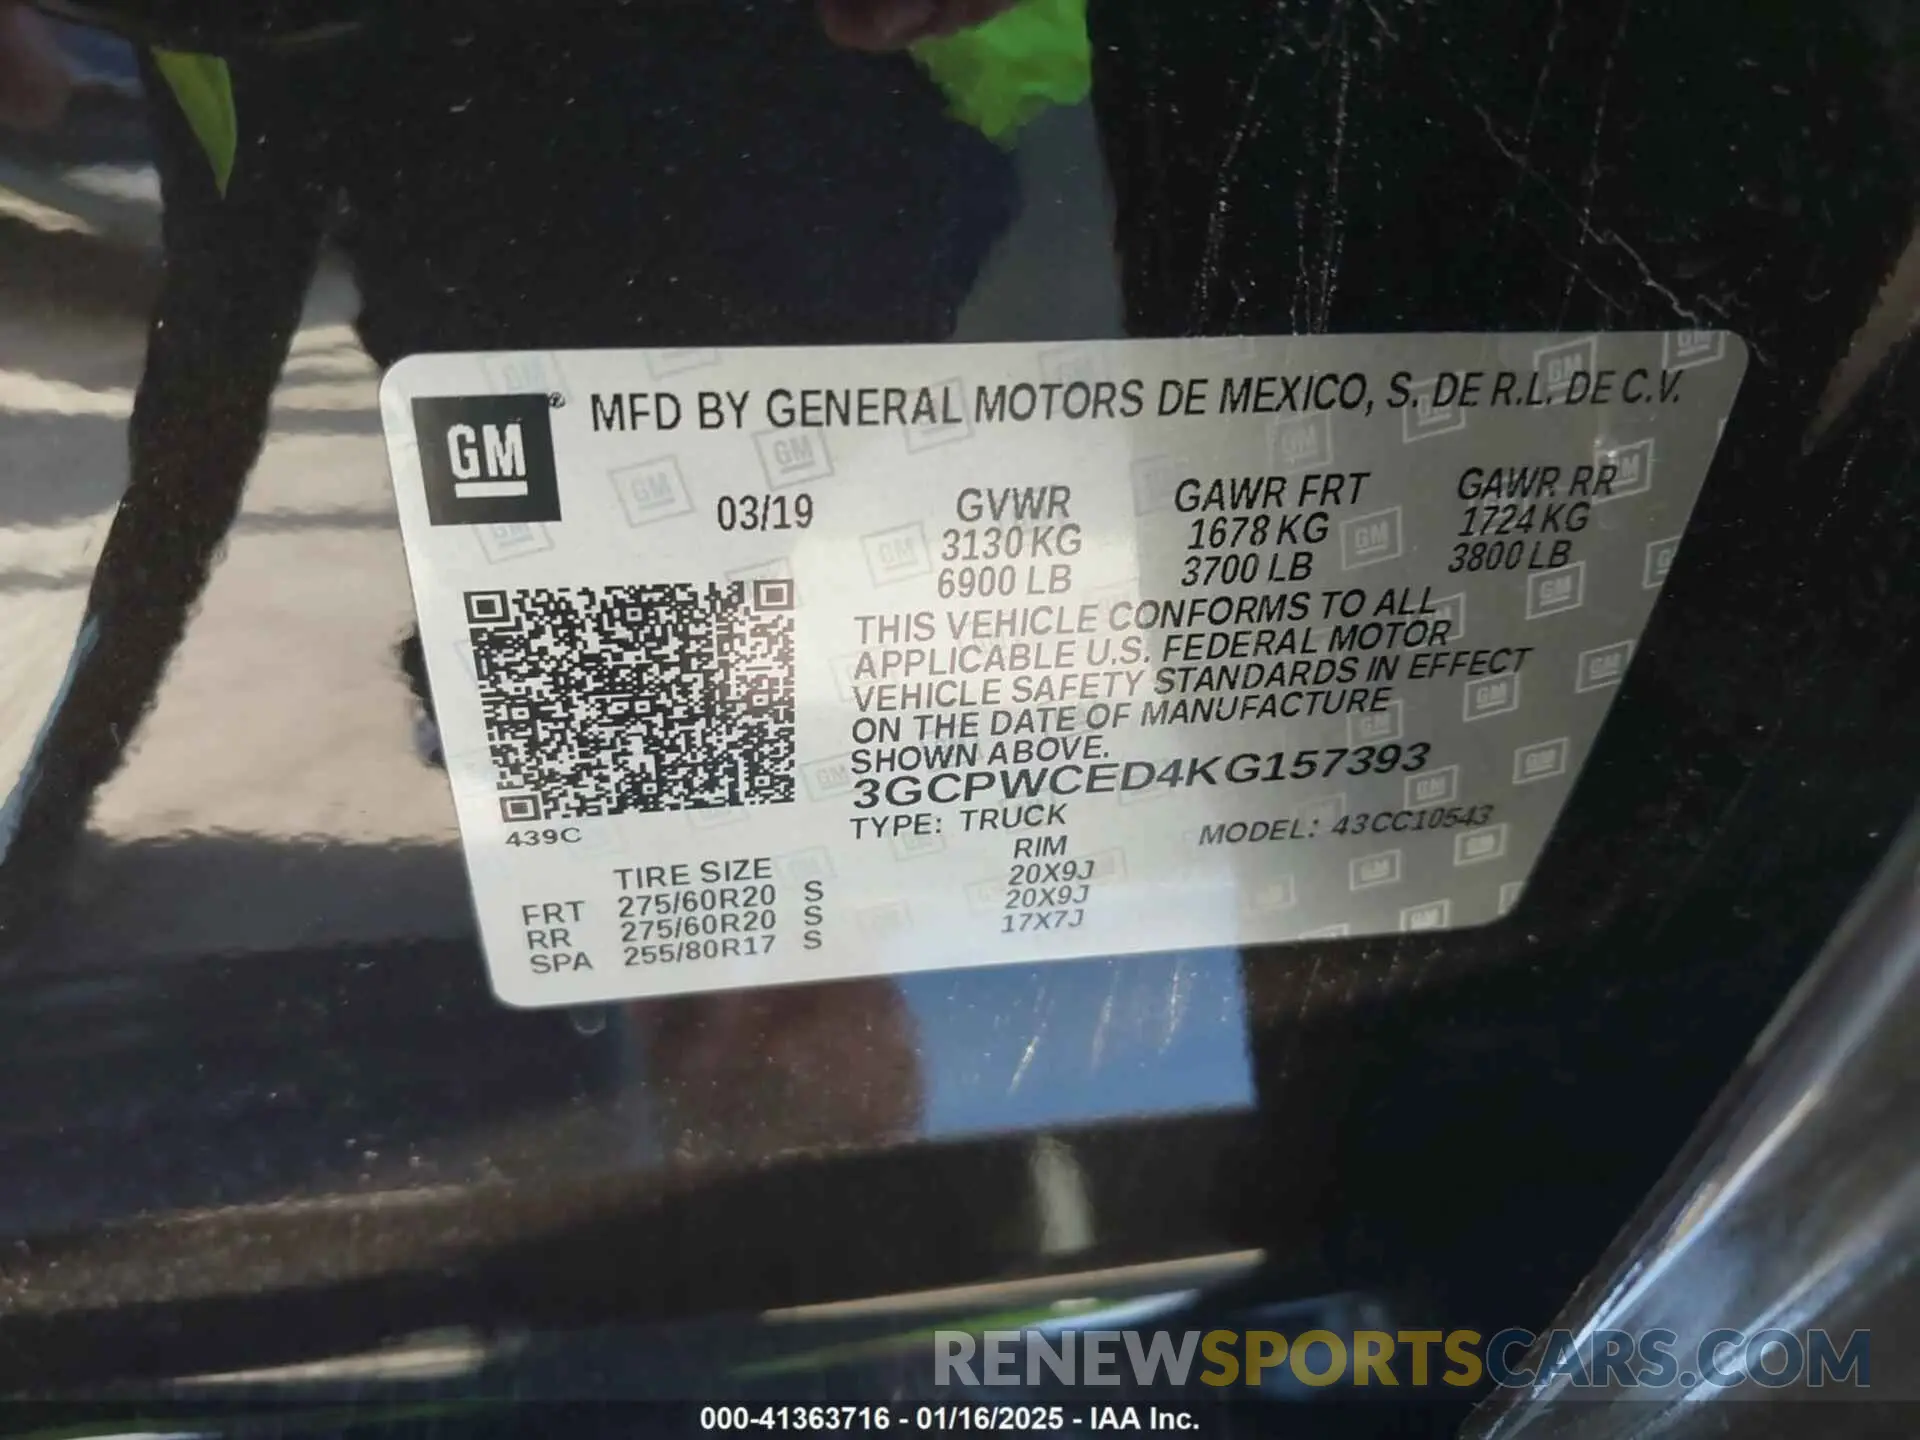 GM ® MFD BY GENERAL MOTORS DE MEXICO, S. DE R.L. DE C.V.
03/19 GVWR GAWR FRT GAWR RR
3130 KG 1678 KG 1724 KG
6900 LB 3700 LB 3800 LB
THIS VEHICLE CONFORMS TO ALL
APPLICABLE U.S. FEDERAL MOTOR
VEHICLE SAFETY STANDARDS IN EFFECT
ON THE DATE OF MANUFACTURE
SHOWN ABOVE.
3GCPWCED4KG157393
439C
TYPE: TRUCK MODEL: 43CC10543
TIRE SIZE RIM
FRT 275/60R20 S 20X9J
RR 275/60R20 S 20X9J
SPA 255/80R17 S 17X7J
RENEWSPORTSCARS.COM
000-41363716 - 01/16/2025 - IAA Inc.